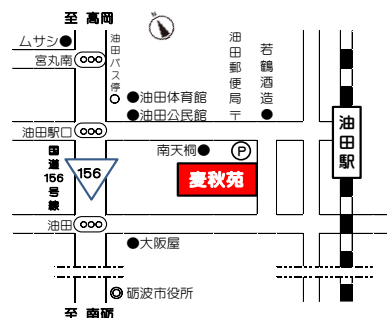 至 高岡
ムサシ●
宮丸南
油田バス停
●油田体育館
●油田公民館
油田郵便局〒
若鶴酒造●
油田駅口
油田駅
国道156号線
156
南天桐●
P
麦秋苑
油田
●大阪屋
◎砺波市役所
至 南砺